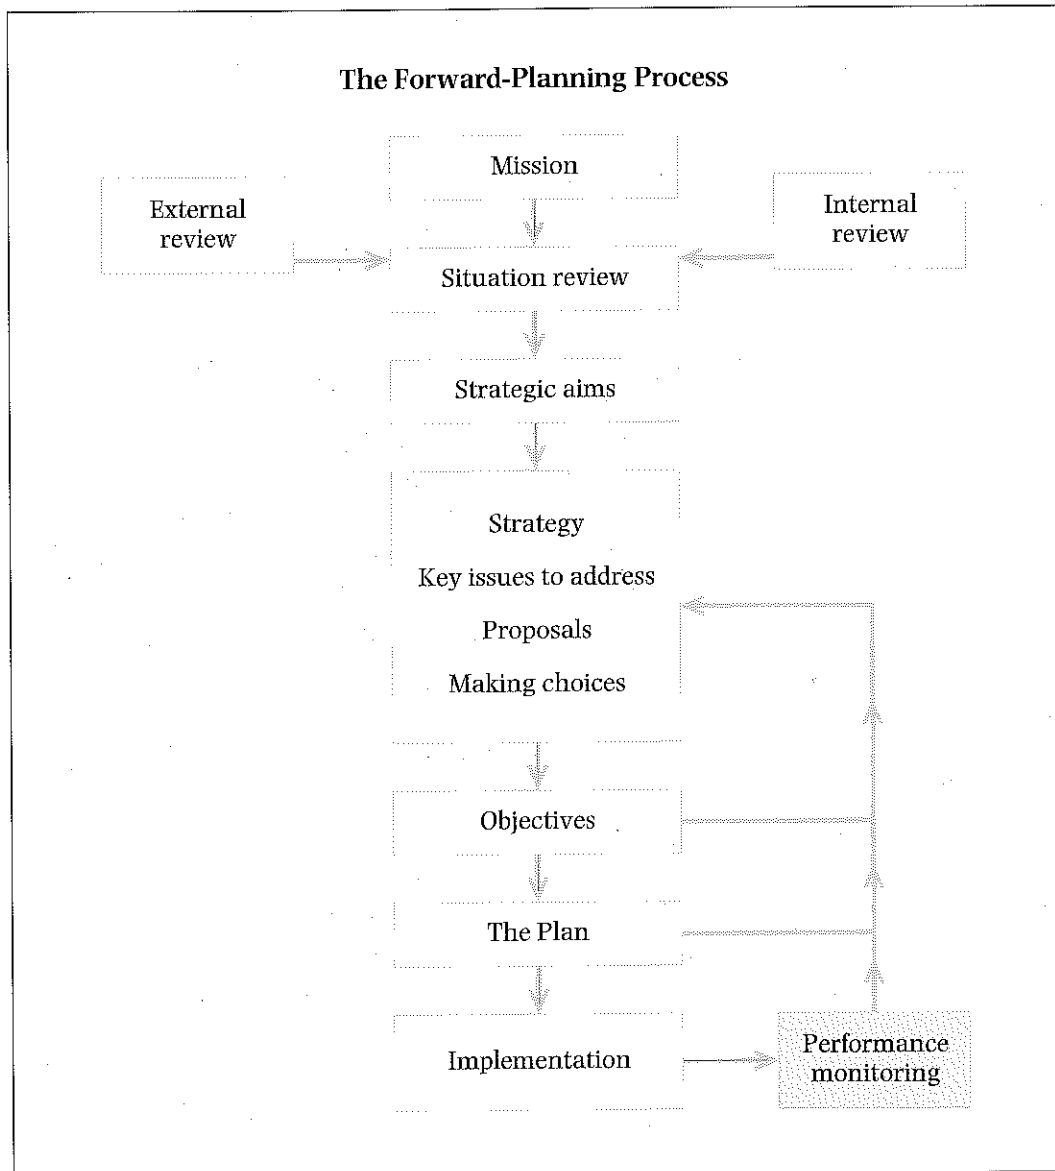 The Forward-Planning Process
Mission
External
review
Internal
review
Situation review
Strategic aims
Strategy
Key issues to address
Proposals
Making choices
Objectives
The Plan
Implementation
Performance
monitoring